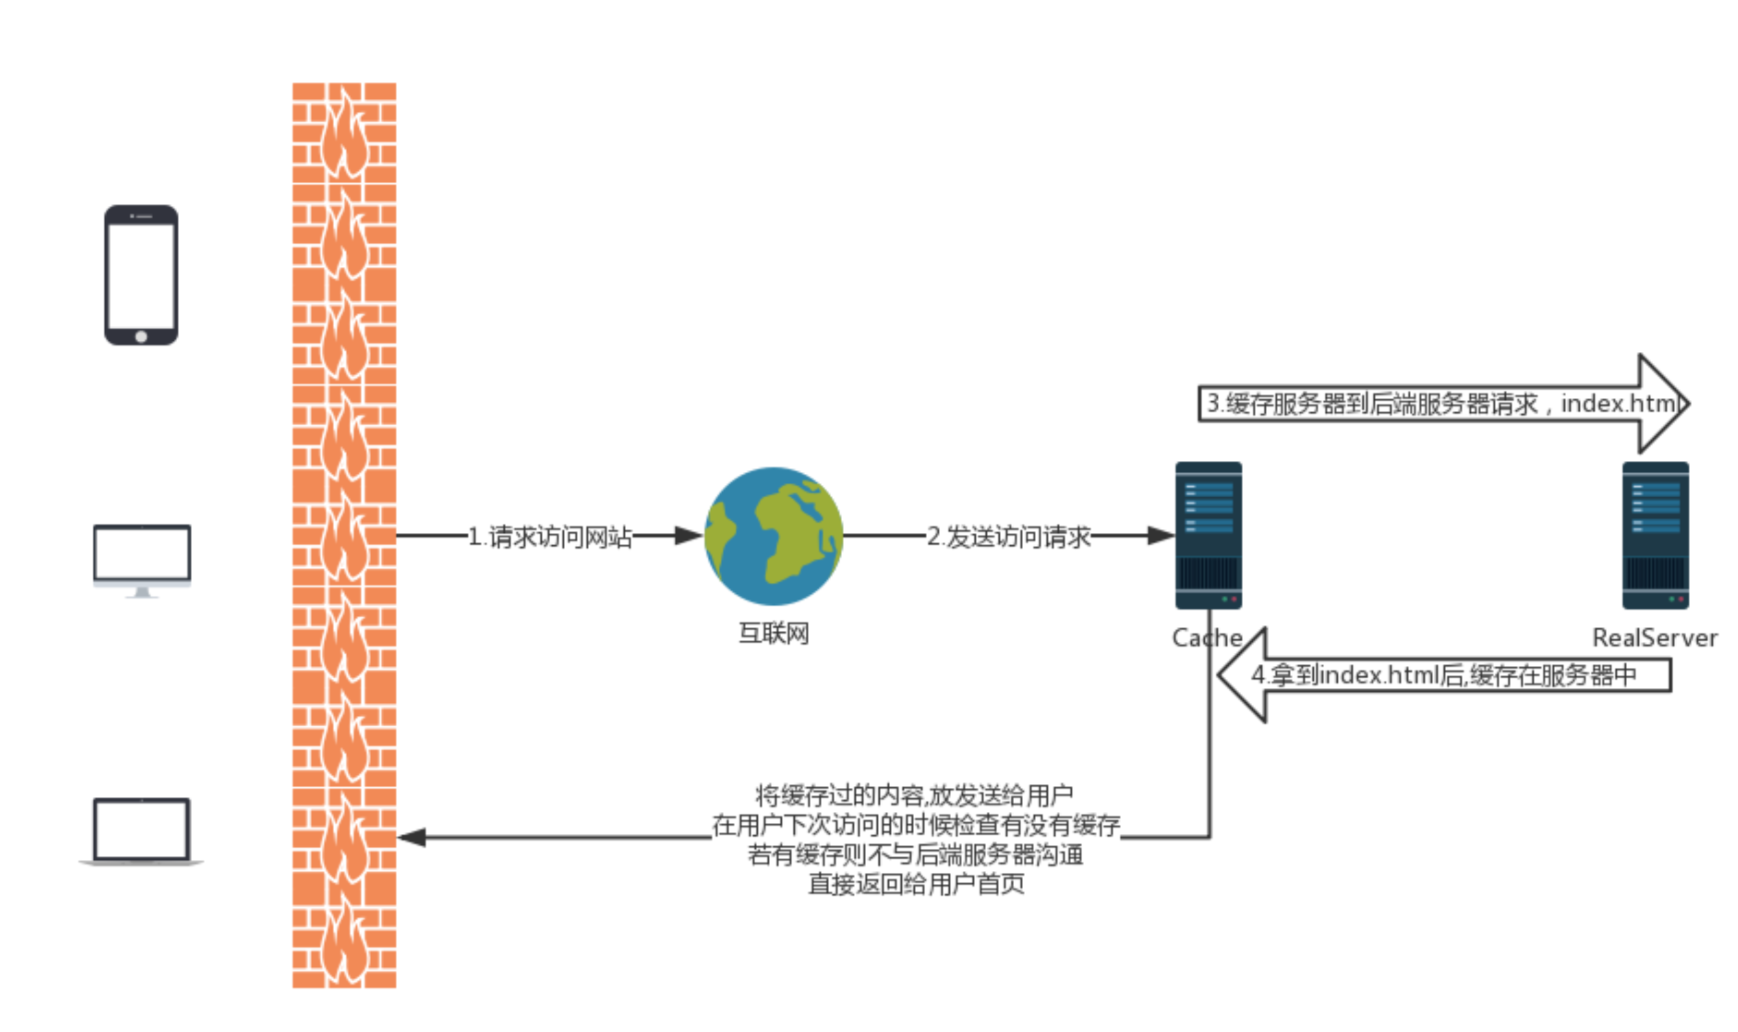 3.缓存服务器到后端服务器请求，index.html
1.请求访问网站
2.发送访问请求
互联网
Cache
RealServer
4.拿到index.html后,缓存在服务器中
将缓存过的内容,放发送给用户
在用户下次访问的时候检查有没有缓存
若有缓存则不与后端服务器沟通
直接返回给用户首页